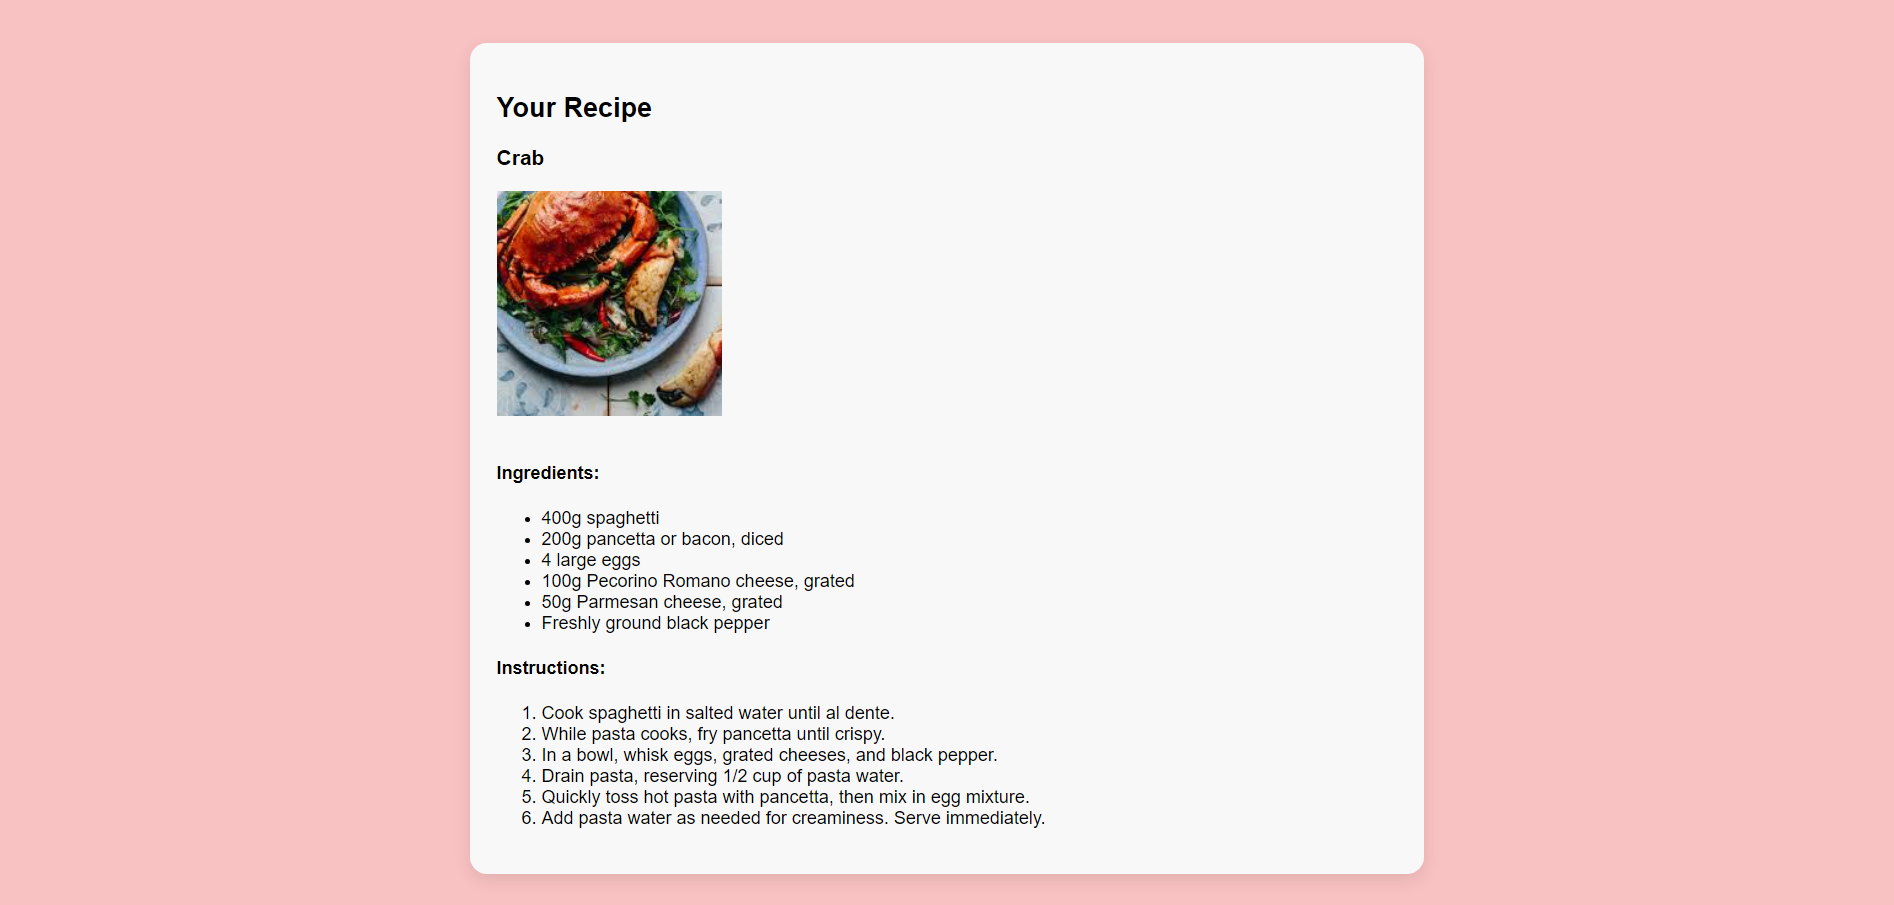 Your Recipe
Crab
Ingredients:
• 400g spaghetti
• 200g pancetta or bacon, diced
• 4 large eggs
• 100g Pecorino Romano cheese, grated
• 50g Parmesan cheese, grated
• Freshly ground black pepper
Instructions:
1. Cook spaghetti in salted water until al dente.
2. While pasta cooks, fry pancetta until crispy.
3. In a bowl, whisk eggs, grated cheeses, and black pepper.
4. Drain pasta, reserving 1/2 cup of pasta water.
5. Quickly toss hot pasta with pancetta, then mix in egg mixture.
6. Add pasta water as needed for creaminess. Serve immediately.